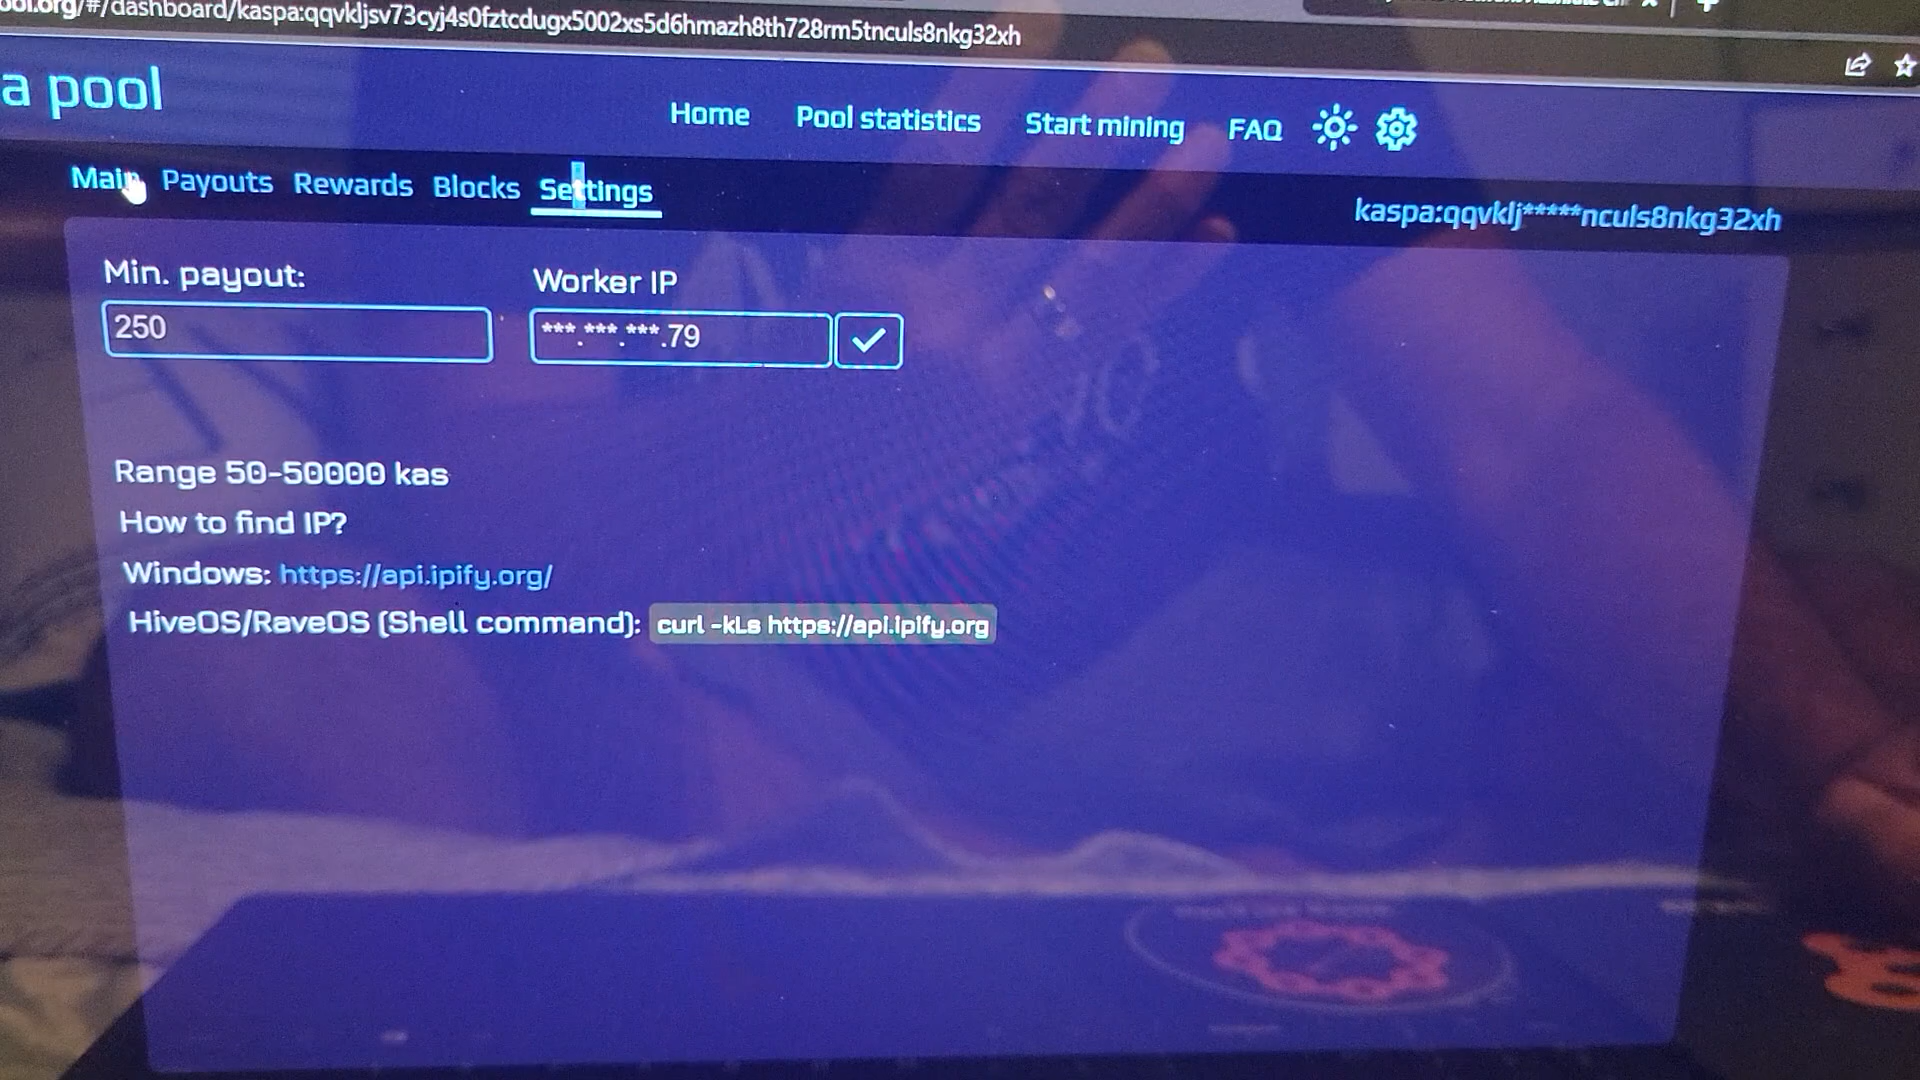 /#/dashboard/kaspa:qqvkljsv73cyj4s0fztcdugx5002xs5d6hmazh8th728rm5tnculs8nkg32xh
a pool
Home Pool statistics Start mining FAQ
Main Payouts Rewards Blocks Settings
kaspa:qqvklj*****nculs8nkg32xh
Min. payout: Worker IP
250 ***.***.***.79
Range 50-50000 kas
How to find IP?
Windows: https://api.ipify.org/
HiveOS/RaveOS (Shell command): curl -kLs https://api.ipify.org